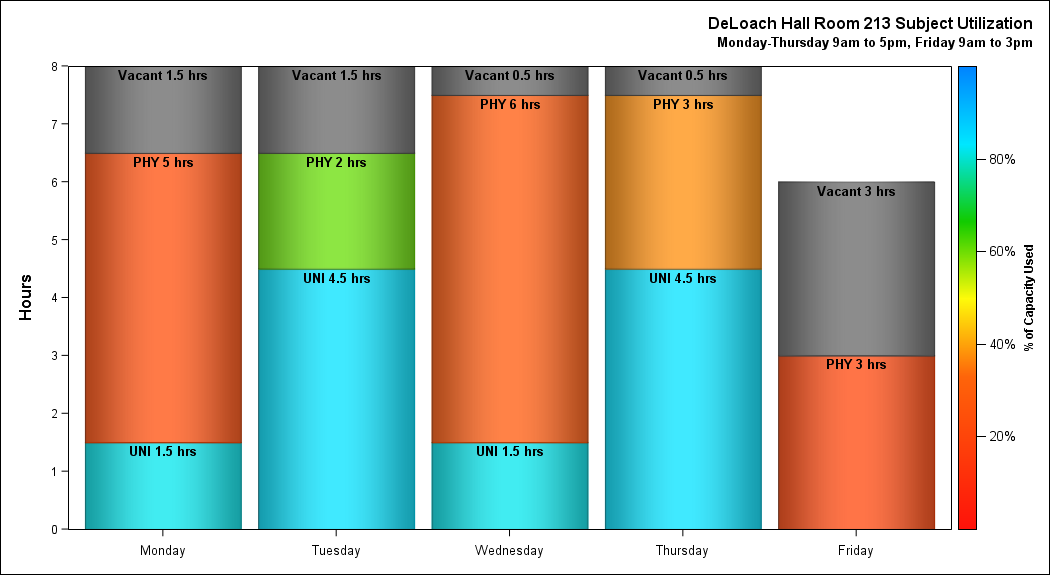 DeLoach Hall Room 213 Subject Utilization
Monday-Thursday 9am to 5pm, Friday 9am to 3pm
Hours
8
7
6
5
4
3
2
1
0
Vacant 1.5 hrs
PHY 5 hrs
UNI 1.5 hrs
Vacant 1.5 hrs
PHY 2 hrs
UNI 4.5 hrs
Vacant 0.5 hrs
PHY 6 hrs
UNI 1.5 hrs
Vacant 0.5 hrs
PHY 3 hrs
UNI 4.5 hrs
Vacant 3 hrs
PHY 3 hrs
Monday
Tuesday
Wednesday
Thursday
Friday
80%
60%
40%
20%
% of Capacity Used